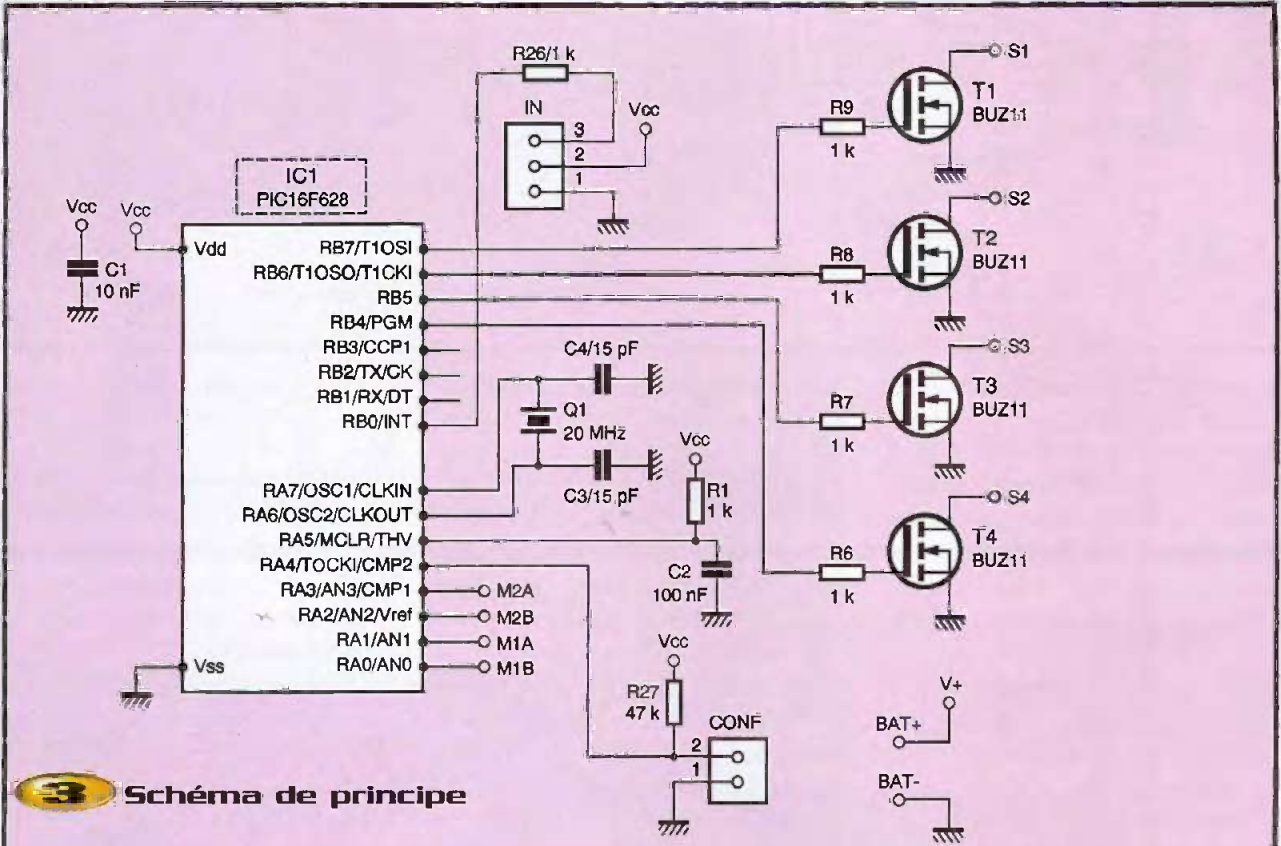 R26/1 k
IN
Vcc
3
2
1
S1
R9
1 k
T1
BUZ11
IC1
PIC16F628
Vcc
Vcc
C1
10 nF
Vdd
RB7/T1OSI
RB6/T1OSO/T1CKI
RB5
RB4/PGM
RB3/CCP1
RB2/TX/CK
RB1/RX/DT
RB0/INT
S2
R8
1 k
T2
BUZ11
C4/15 pF
Q1
20 MHz
C3/15 pF
S3
R7
1 k
T3
BUZ11
RA7/OSC1/CLKIN
RA6/OSC2/CLKOUT
RA5/MCLR/THV
RA4/TOCKI/CMP2
RA3/AN3/CMP1
RA2/AN2/Vref
RA1/AN1
RA0/AN0
Vss
M2A
M2B
M1A
M1B
Vcc
R1
1 k
C2
100 nF
S4
R6
1 k
T4
BUZ11
Vcc
R27
47 k
CONF
2
1
V+
BAT+
BAT-
3 Schéma de principe